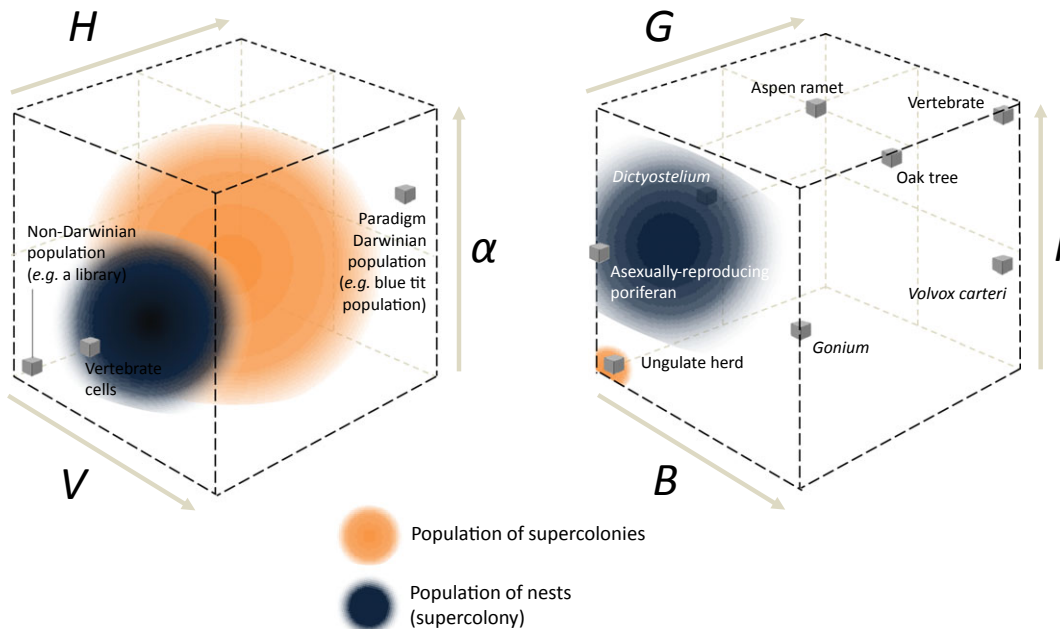 H
G
Aspen ramet
Vertebrate
Dictyostelium
Oak tree
Non-Darwinian
population
(e.g. a library)
Paradigm
Darwinian
population
(e.g. blue tit
population)
α
Asexually-reproducing
poriferan
Volvox carteri
Gonium
Vertebrate
cells
Ungulate herd
V
B
Population of supercolonies
Population of nests
(supercolony)